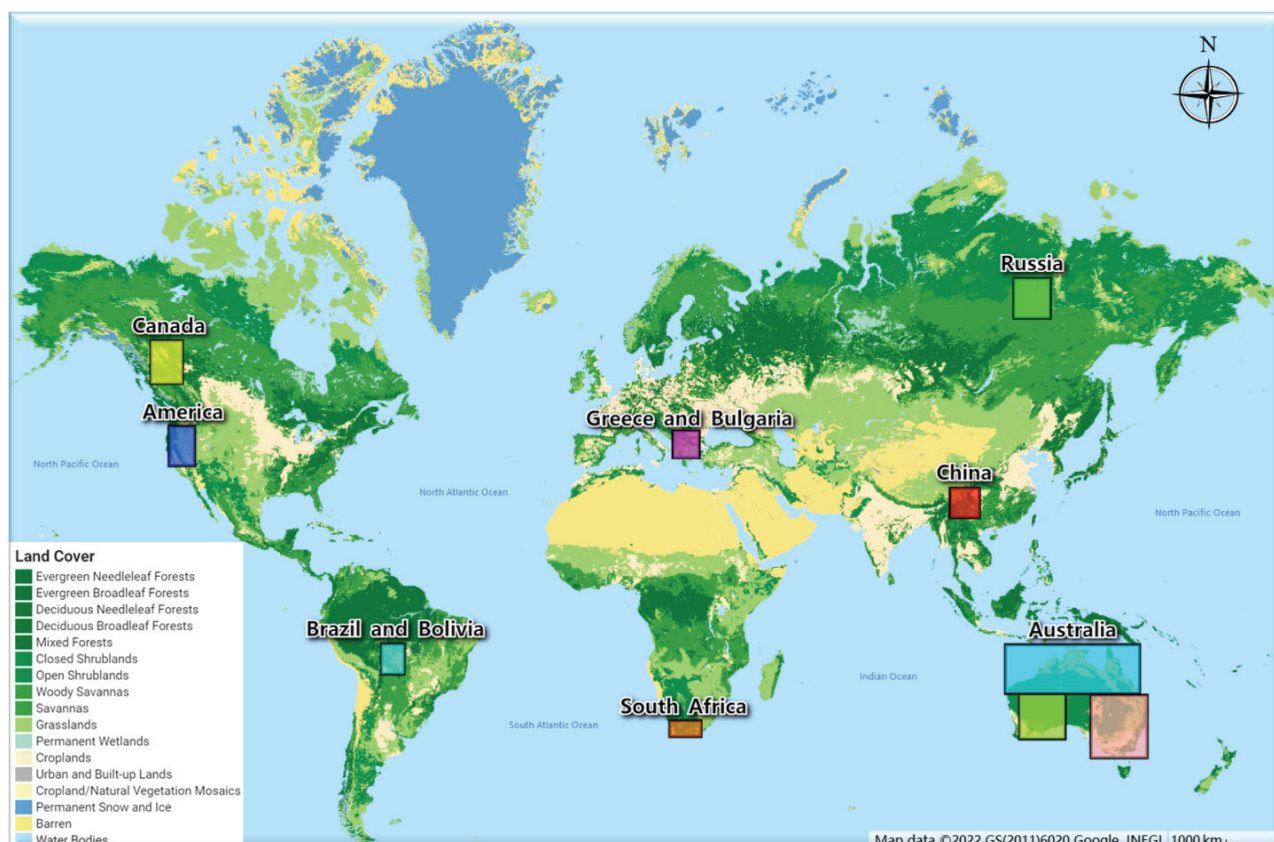 N
Russia
Canada
America
Greece and Bulgaria
China
North Pacific Ocean
North Atlantic Ocean
North Pacific Ocean
Brazil and Bolivia
Australia
Indian Ocean
South Africa
South Atlantic Ocean
Land Cover
Evergreen Needleleaf Forests
Evergreen Broadleaf Forests
Deciduous Needleleaf Forests
Deciduous Broadleaf Forests
Mixed Forests
Closed Shrublands
Open Shrublands
Woody Savannas
Savannas
Grasslands
Permanent Wetlands
Croplands
Urban and Built-up Lands
Cropland/Natural Vegetation Mosaics
Permanent Snow and Ice
Barren
Water Bodies
Map data ©2022 GS(2011)6020 Google, INEGI 1000 km